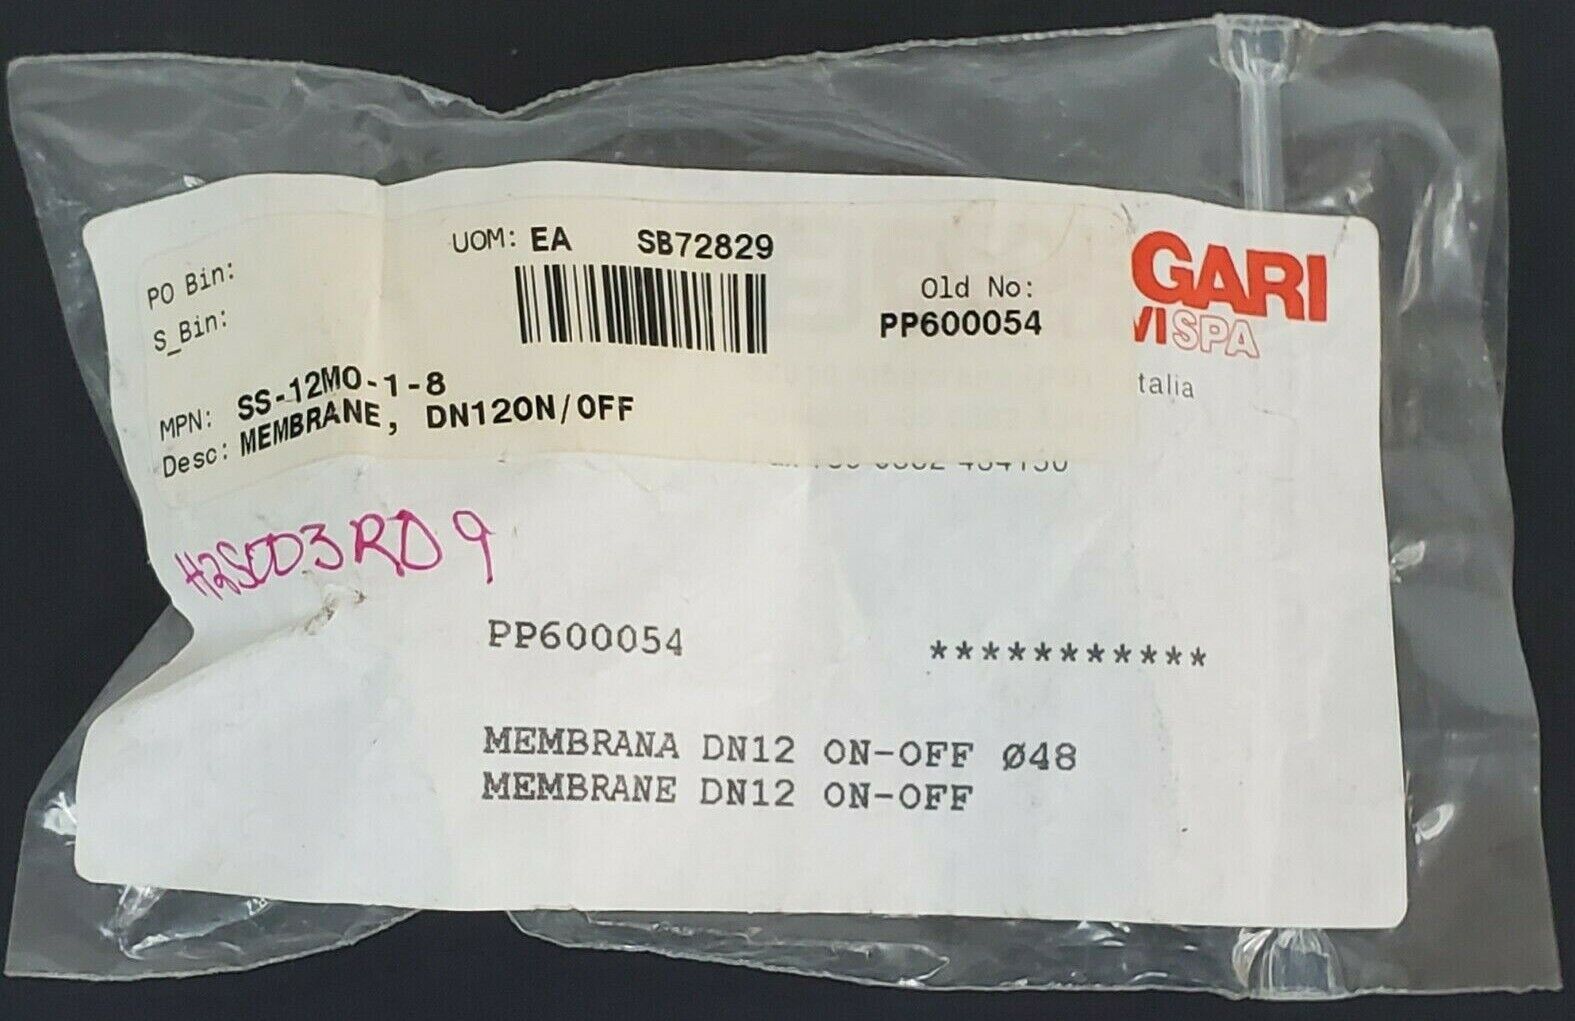 UOM: EA SB72829
PO Bin:
S_Bin:
Old No:
PP600054
MPN: SS-12MO-1-8
Desc: MEMBRANE, DN12ON/OFF
GARI
VISPA
talia
H2S003R09
PP600054 ***********
MEMBRANA DN12 ON-OFF Ø48
MEMBRANE DN12 ON-OFF